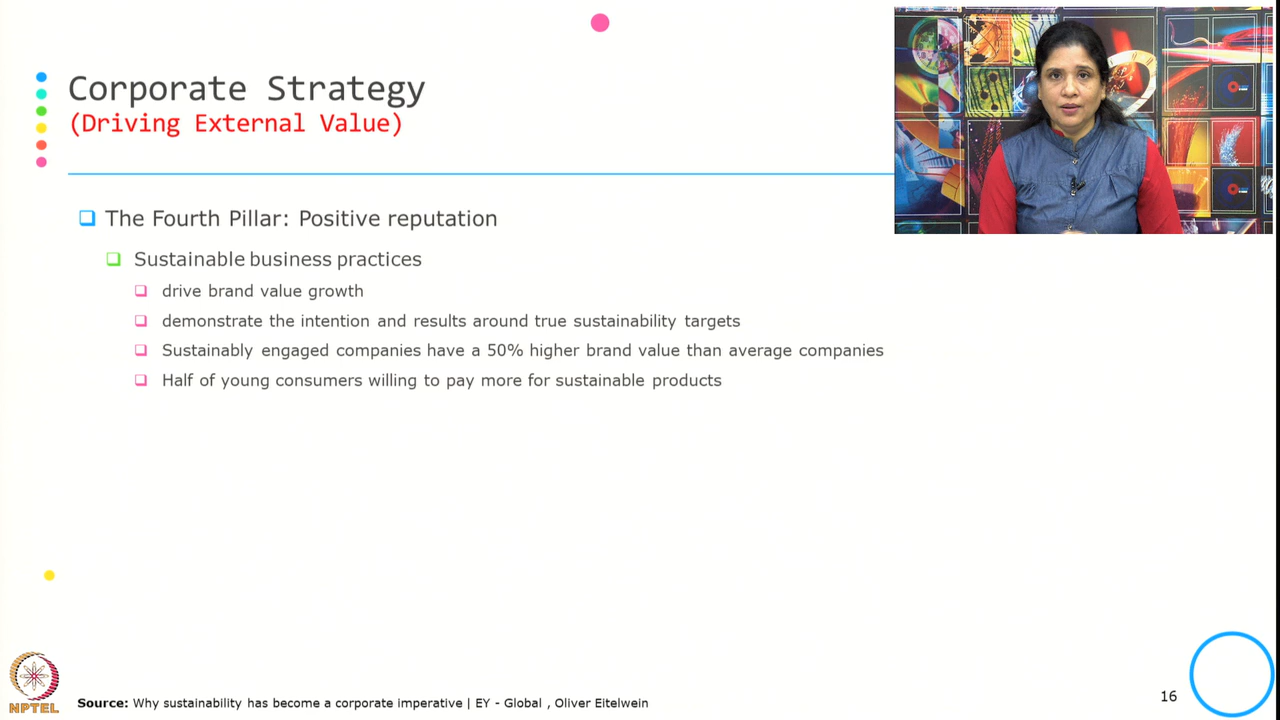 Corporate Strategy
(Driving External Value)
The Fourth Pillar: Positive reputation
Sustainable business practices
drive brand value growth
demonstrate the intention and results around true sustainability targets
Sustainably engaged companies have a 50% higher brand value than average companies
Half of young consumers willing to pay more for sustainable products
NPTEL
Source: Why sustainability has become a corporate imperative | EY - Global , Oliver Eitelwein
16